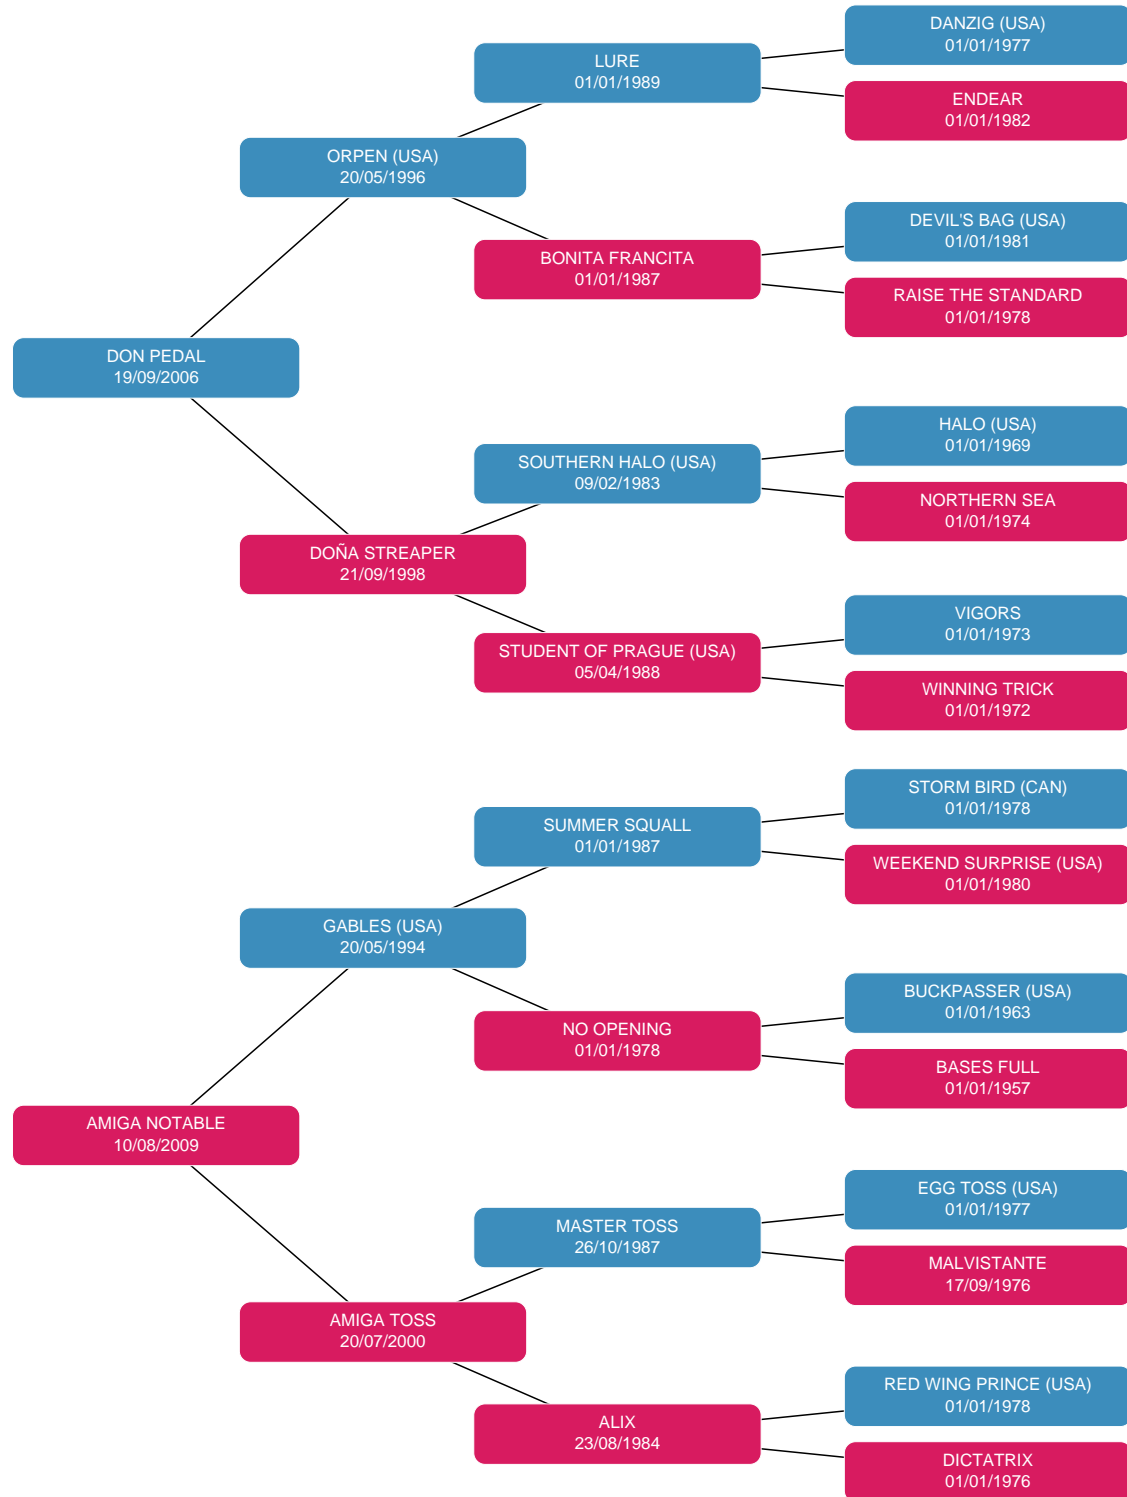 DANZIG (USA)
01/01/1977
LURE
01/01/1989
ENDEAR
01/01/1982
ORPEN (USA)
20/05/1996
DEVIL'S BAG (USA)
01/01/1981
BONITA FRANCITA
01/01/1987
RAISE THE STANDARD
01/01/1978
DON PEDAL
19/09/2006
HALO (USA)
01/01/1969
SOUTHERN HALO (USA)
09/02/1983
NORTHERN SEA
01/01/1974
DOÑA STREAPER
21/09/1998
VIGORS
01/01/1973
STUDENT OF PRAGUE (USA)
05/04/1988
WINNING TRICK
01/01/1972
STORM BIRD (CAN)
01/01/1978
SUMMER SQUALL
01/01/1987
WEEKEND SURPRISE (USA)
01/01/1980
GABLES (USA)
20/05/1994
BUCKPASSER (USA)
01/01/1963
NO OPENING
01/01/1978
BASES FULL
01/01/1957
AMIGA NOTABLE
10/08/2009
EGG TOSS (USA)
01/01/1977
MASTER TOSS
26/10/1987
MALVISTANTE
17/09/1976
AMIGA TOSS
20/07/2000
RED WING PRINCE (USA)
01/01/1978
ALIX
23/08/1984
DICTATRIX
01/01/1976